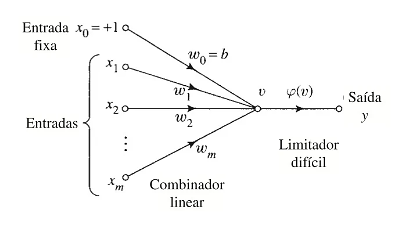 Entrada x₀ = +1
fixa
w₀ = b
x₁
w₁
v
φ(v)
Saída
y
Entradas
x₂
w₂
⋮
wₘ
xₘ
Limitador
difícil
Combinador
linear